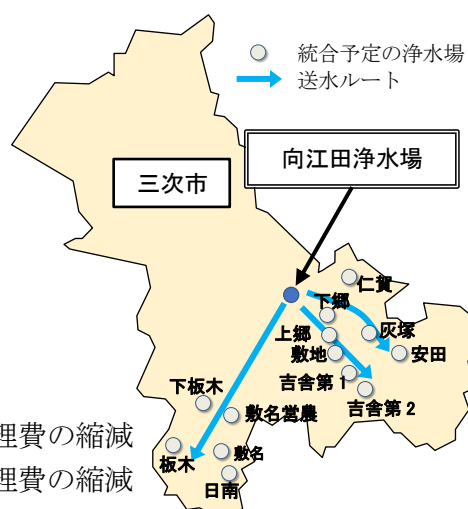 統合予定の浄水場
送水ルート
向江田浄水場
三次市
仁賀
下郷
上郷
灰塚
敷地
安田
吉舎第1
吉舎第2
下板木
敷名営農
理費の縮減
板木
敷名
日南
理費の縮減